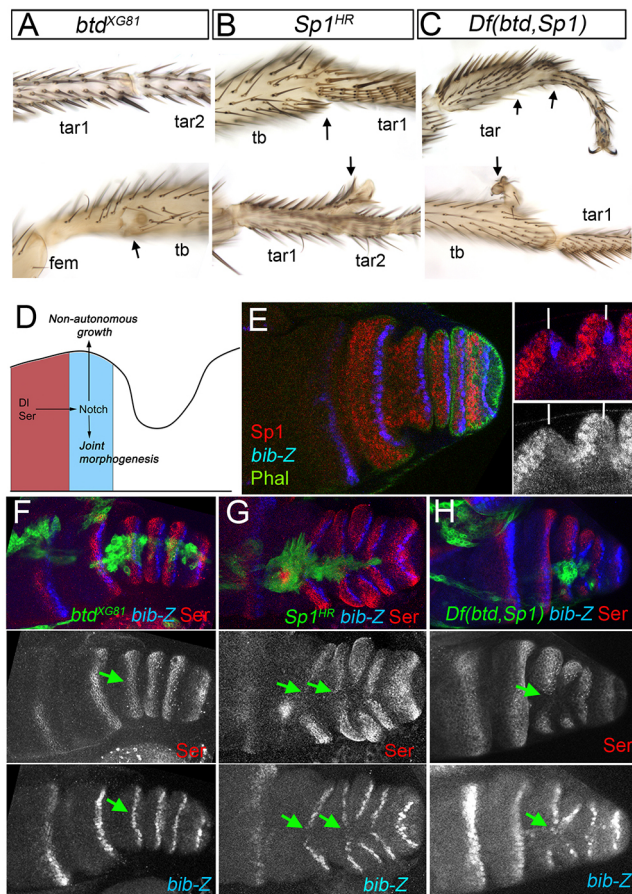 A btd^XG81
B Sp1^HR
C Df(btd,Sp1)
tar1 tar2
tb tar1
tar
fem tb
tar1 tar2
tb tar1
D
Non-autonomous
growth
Dl
Ser
Notch
Joint
morphogenesis
E
Sp1
bib-Z
Phal
F
btd^XG81 bib-Z Ser
G
Sp1^HR bib-Z Ser
H
Df(btd,Sp1) bib-Z Ser
Ser
Ser
Ser
bib-Z
bib-Z
bib-Z